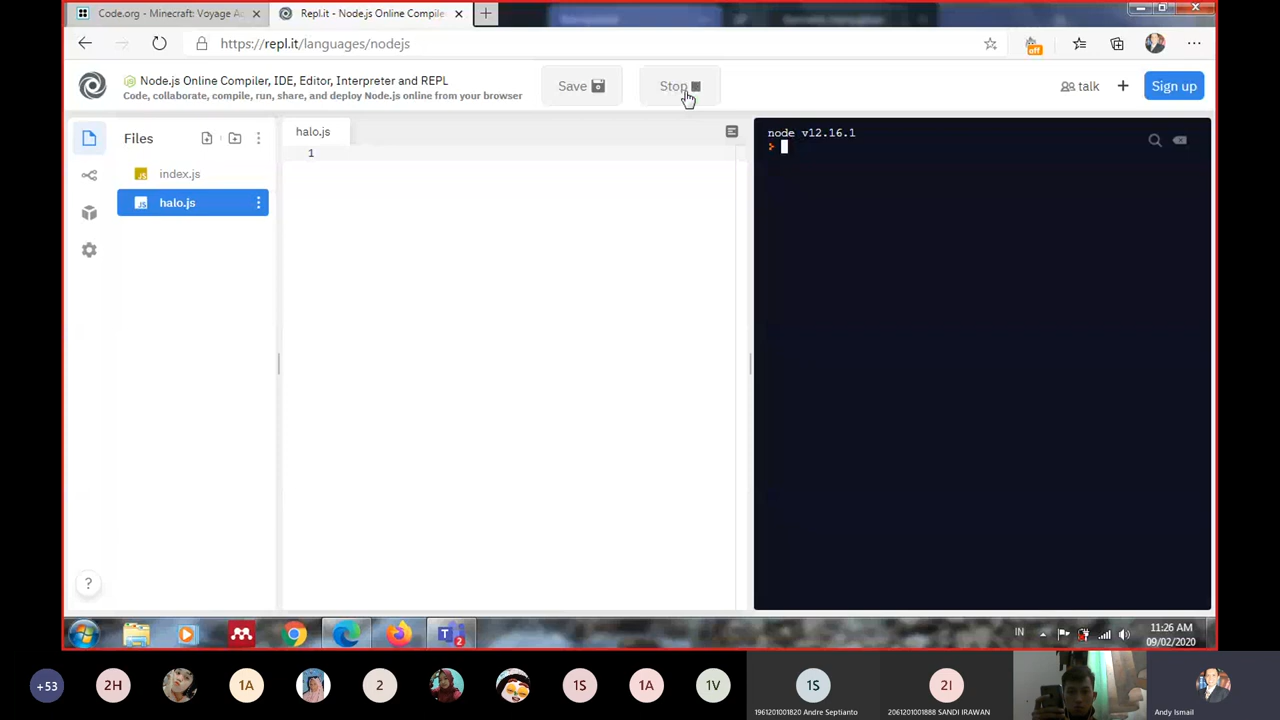 Code.org - Minecraft: Voyage A
Repl.it - Node.js Online Compile
https://repl.it/languages/nodejs
off
Node.js Online Compiler, IDE, Editor, Interpreter and REPL
Code, collaborate, compile, run, share, and deploy Node.js online from your browser
Save
Stop
talk
Sign up
Files
index.js
JS halo.js
halo.js
1
node v12.16.1
?
IN
11:26 AM
09/02/2020
+53
2H
1A
2
1S
1A
1V
1S
2I
1961201001820 Andre Septianto
2061201001888 SANDI IRAWAN
Andy Ismail